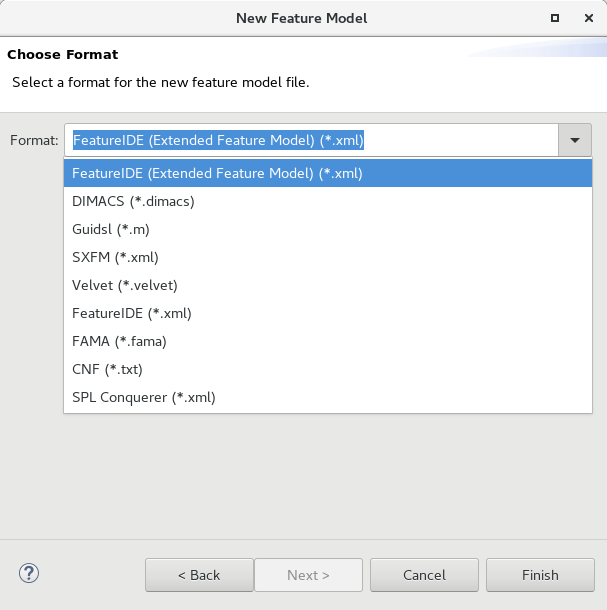 New Feature Model
Choose Format
Select a format for the new feature model file.
Format: FeatureIDE (Extended Feature Model) (*.xml)
FeatureIDE (Extended Feature Model) (*.xml)
DIMACS (*.dimacs)
Guidsl (*.m)
SXFM (*.xml)
Velvet (*.velvet)
FeatureIDE (*.xml)
FAMA (*.fama)
CNF (*.txt)
SPL Conquerer (*.xml)
? < Back Next > Cancel Finish